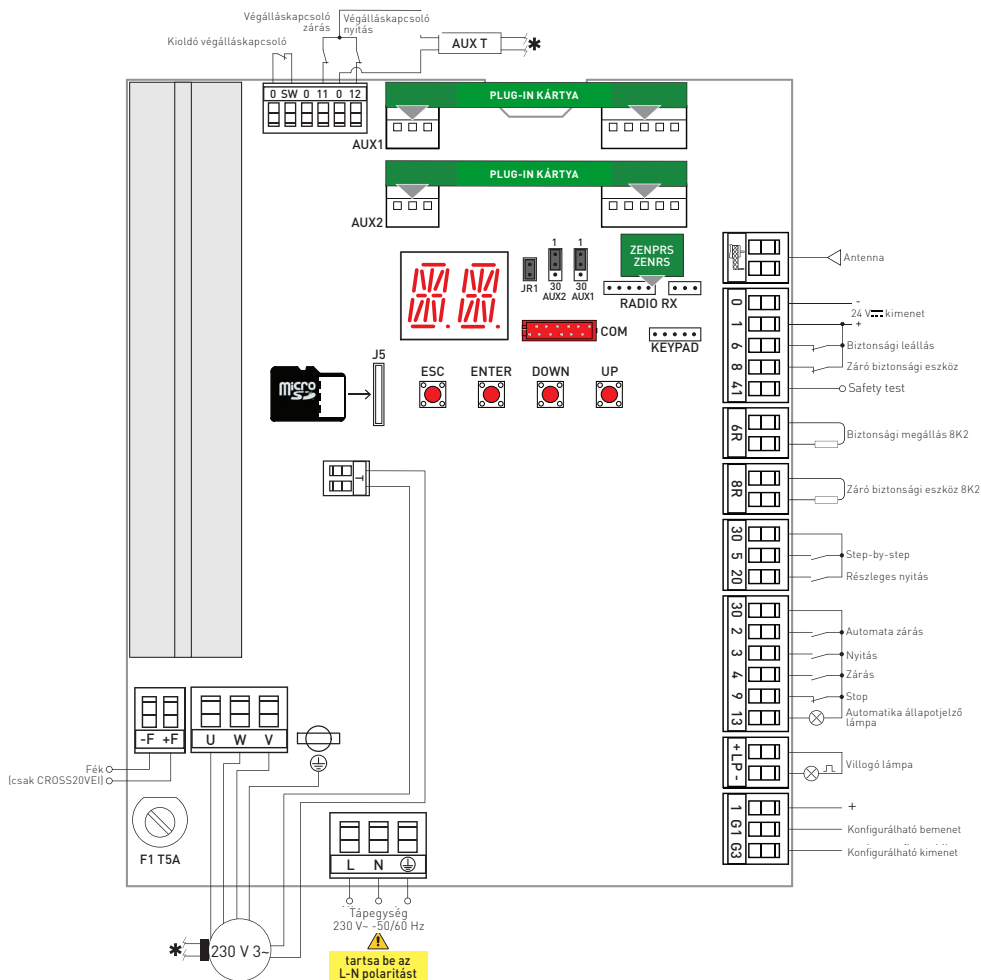 Végálláskapcsoló
zárás
Végálláskapcsoló
nyitás
Kioldó végálláskapcsoló
AUX T
*
0 SW 0 11 0 12
PLUG-IN KÁRTYA
AUX1
PLUG-IN KÁRTYA
AUX2
ZENPRS
ZENRS
1
1
JR1
30
AUX2
30
AUX1
RADIO RX
COM
KEYPAD
Antenna
0
1
6
8
41
-
24 V kimenet
+
Biztonsági leállás
Záró biztonsági eszköz
Safety test
J5
micro
SD
ESC
ENTER
DOWN
UP
6R
Biztonsági megállás 8K2
T
8R
Záró biztonsági eszköz 8K2
30
5
20
Step-by-step
Részleges nyitás
30
2
3
4
9
13
Automata zárás
Nyitás
Zárás
Stop
Automatika állapotjelző
lámpa
-F +F
U W V
Fék
(csak CROSS20VEI)
+ LP -
Villogó lámpa
F1 T5A
1
G1
G3
+
Konfigurálható bemenet
Konfigurálható kimenet
L N
Tápegység
230 V~ -50/60 Hz
tartsa be az
L-N polaritást
*
230 V 3~